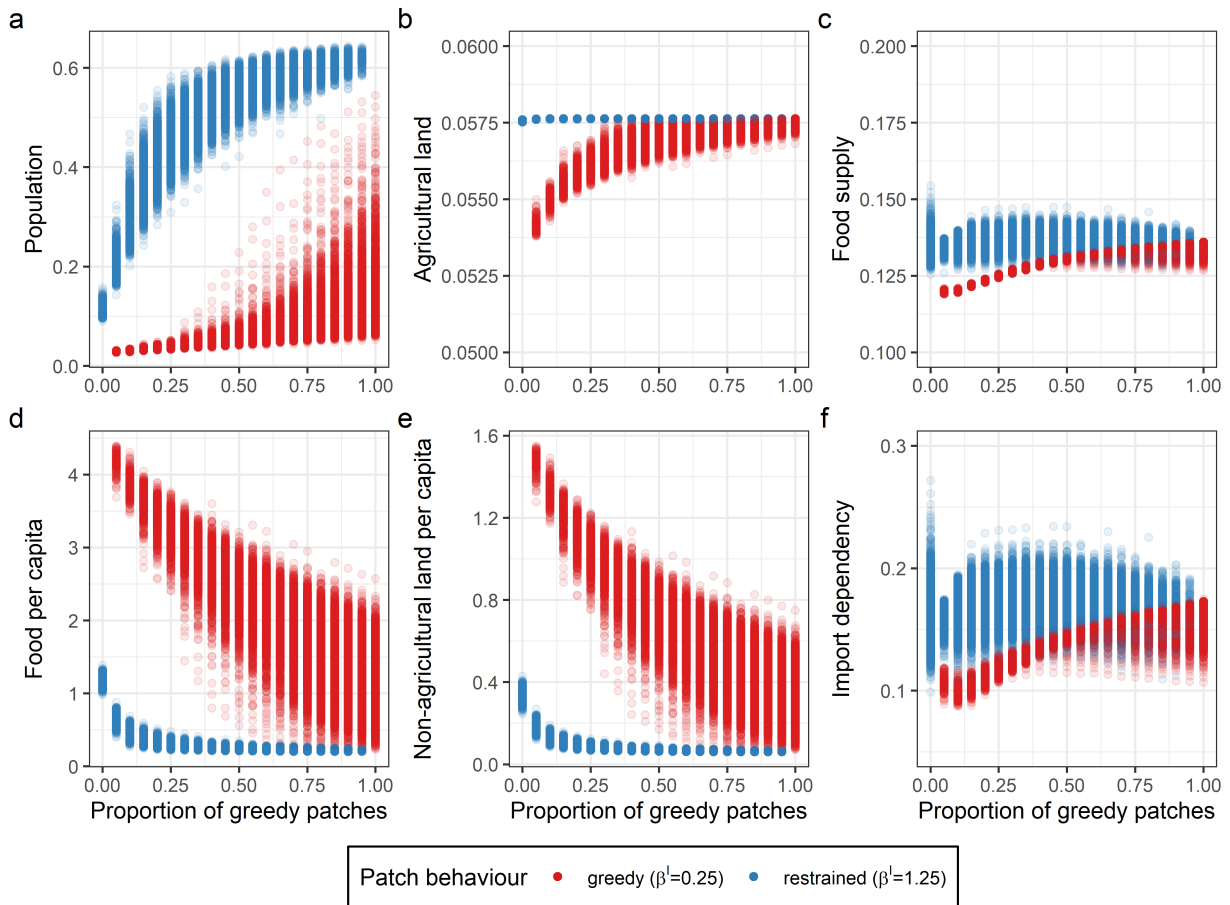 a
b
c
Population
0.6
0.4
0.2
0.0
0.00 0.25 0.50 0.75 1.00
Agricultural land
0.0600
0.0575
0.0550
0.0525
0.0500
0.00 0.25 0.50 0.75 1.00
Food supply
0.200
0.175
0.150
0.125
0.100
0.00 0.25 0.50 0.75 1.00
d
e
f
Food per capita
4
3
2
1
0
0.00 0.25 0.50 0.75 1.00
Proportion of greedy patches
Non-agricultural land per capita
1.6
1.2
0.8
0.4
0.0
0.00 0.25 0.50 0.75 1.00
Proportion of greedy patches
Import dependency
0.3
0.2
0.1
0.00 0.25 0.50 0.75 1.00
Proportion of greedy patches
Patch behaviour greedy (βᴵ=0.25) restrained (βᴵ=1.25)